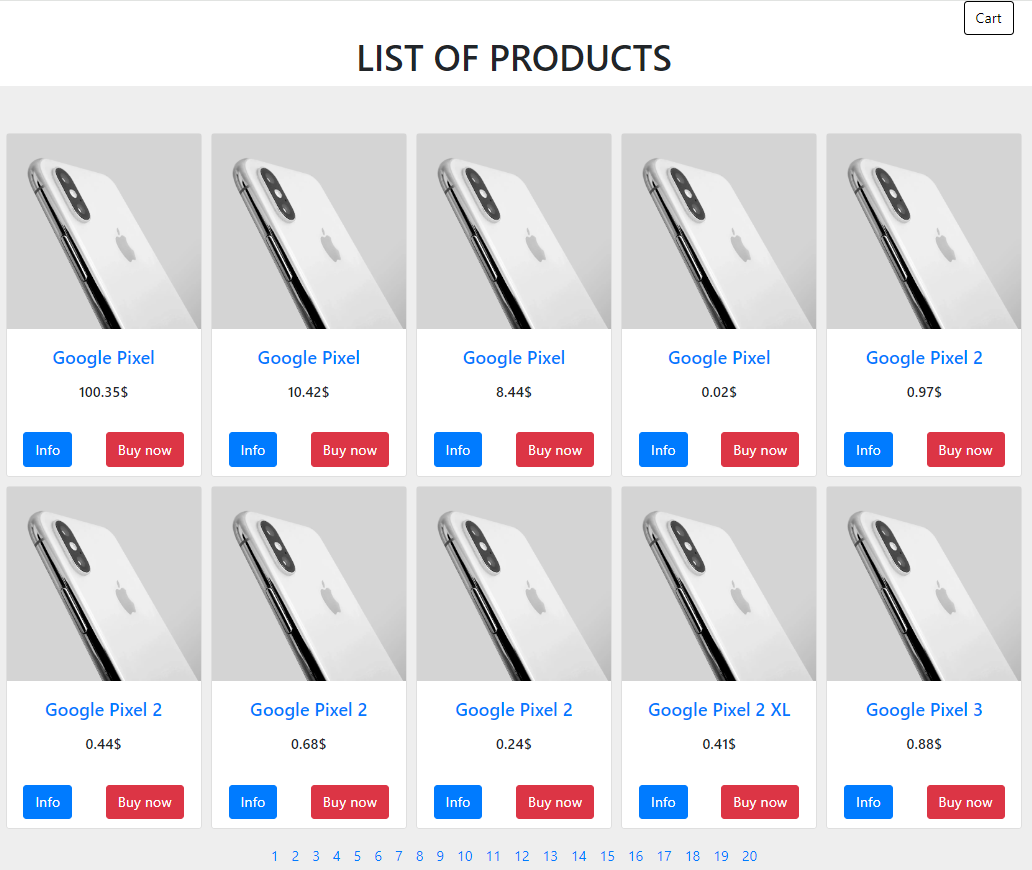 Cart
LIST OF PRODUCTS
Google Pixel Google Pixel Google Pixel Google Pixel Google Pixel 2
100.35$ 10.42$ 8.44$ 0.02$ 0.97$
Info Buy now Info Buy now Info Buy now Info Buy now Info Buy now
Google Pixel 2 Google Pixel 2 Google Pixel 2 Google Pixel 2 XL Google Pixel 3
0.44$ 0.68$ 0.24$ 0.41$ 0.88$
Info Buy now Info Buy now Info Buy now Info Buy now Info Buy now
1 2 3 4 5 6 7 8 9 10 11 12 13 14 15 16 17 18 19 20